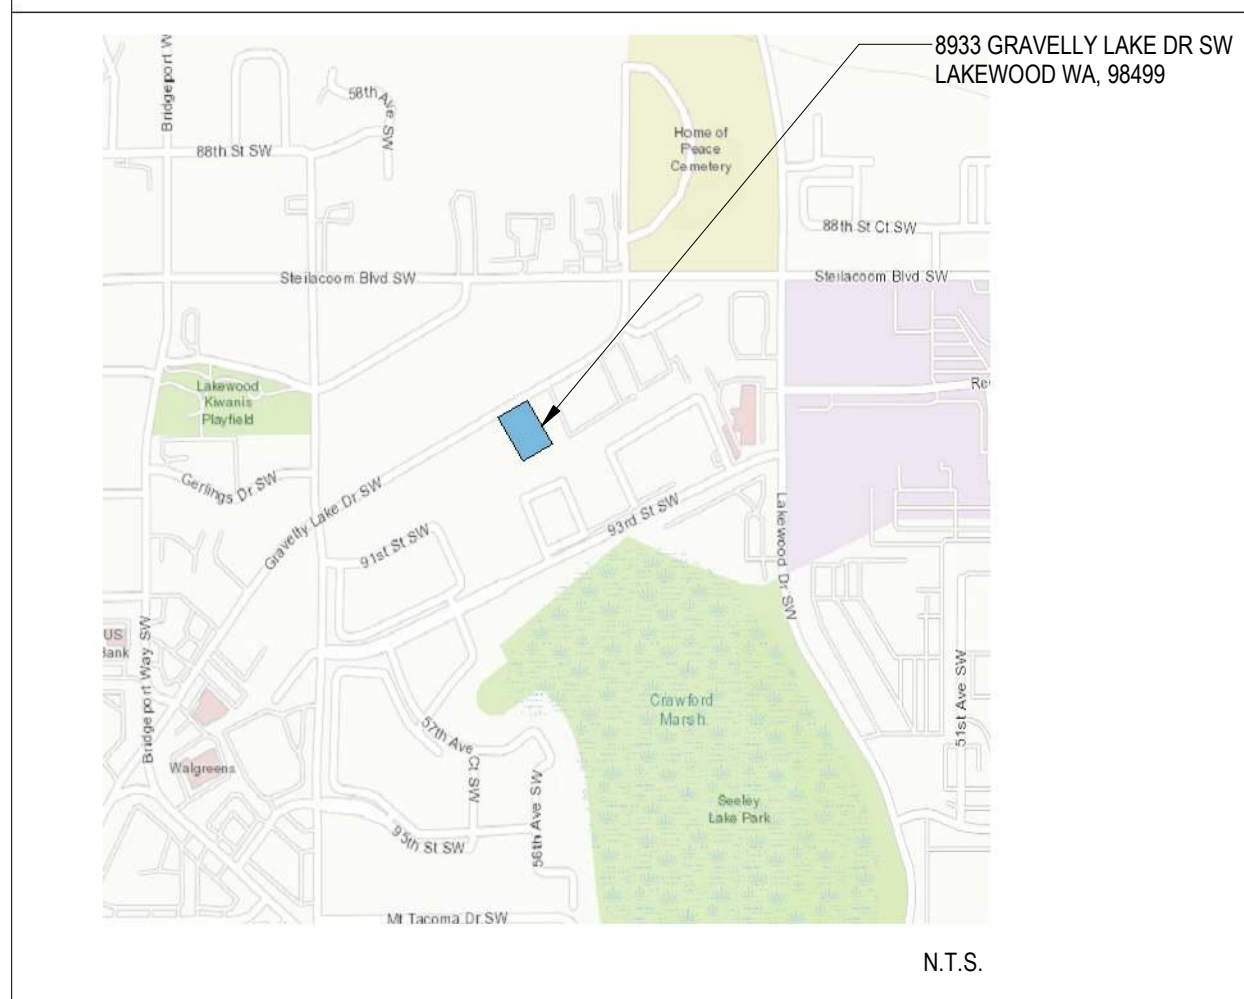 8933 GRAVELLY LAKE DR SW
LAKEWOOD WA, 98499
Bridgeport W
58th Ave SW
88th St SW
Home of
Peace
Cemetery
88th St Ct SW
Steilacoom Blvd SW
Steilacoom Blvd SW
Lakewood
Kiwanis
Playfield
Gerlings Dr SW
Gravelly Lake Dr SW
91st St SW
93rd St SW
Lakewood Dr SW
US
Bank
Bridgeport Way SW
Walgreens
57th Ave Ct SW
Crawford
Marsh
51st Ave SW
Seeley
Lake Park
95th St SW
56th Ave SW
Mt Tacoma Dr SW
N.T.S.